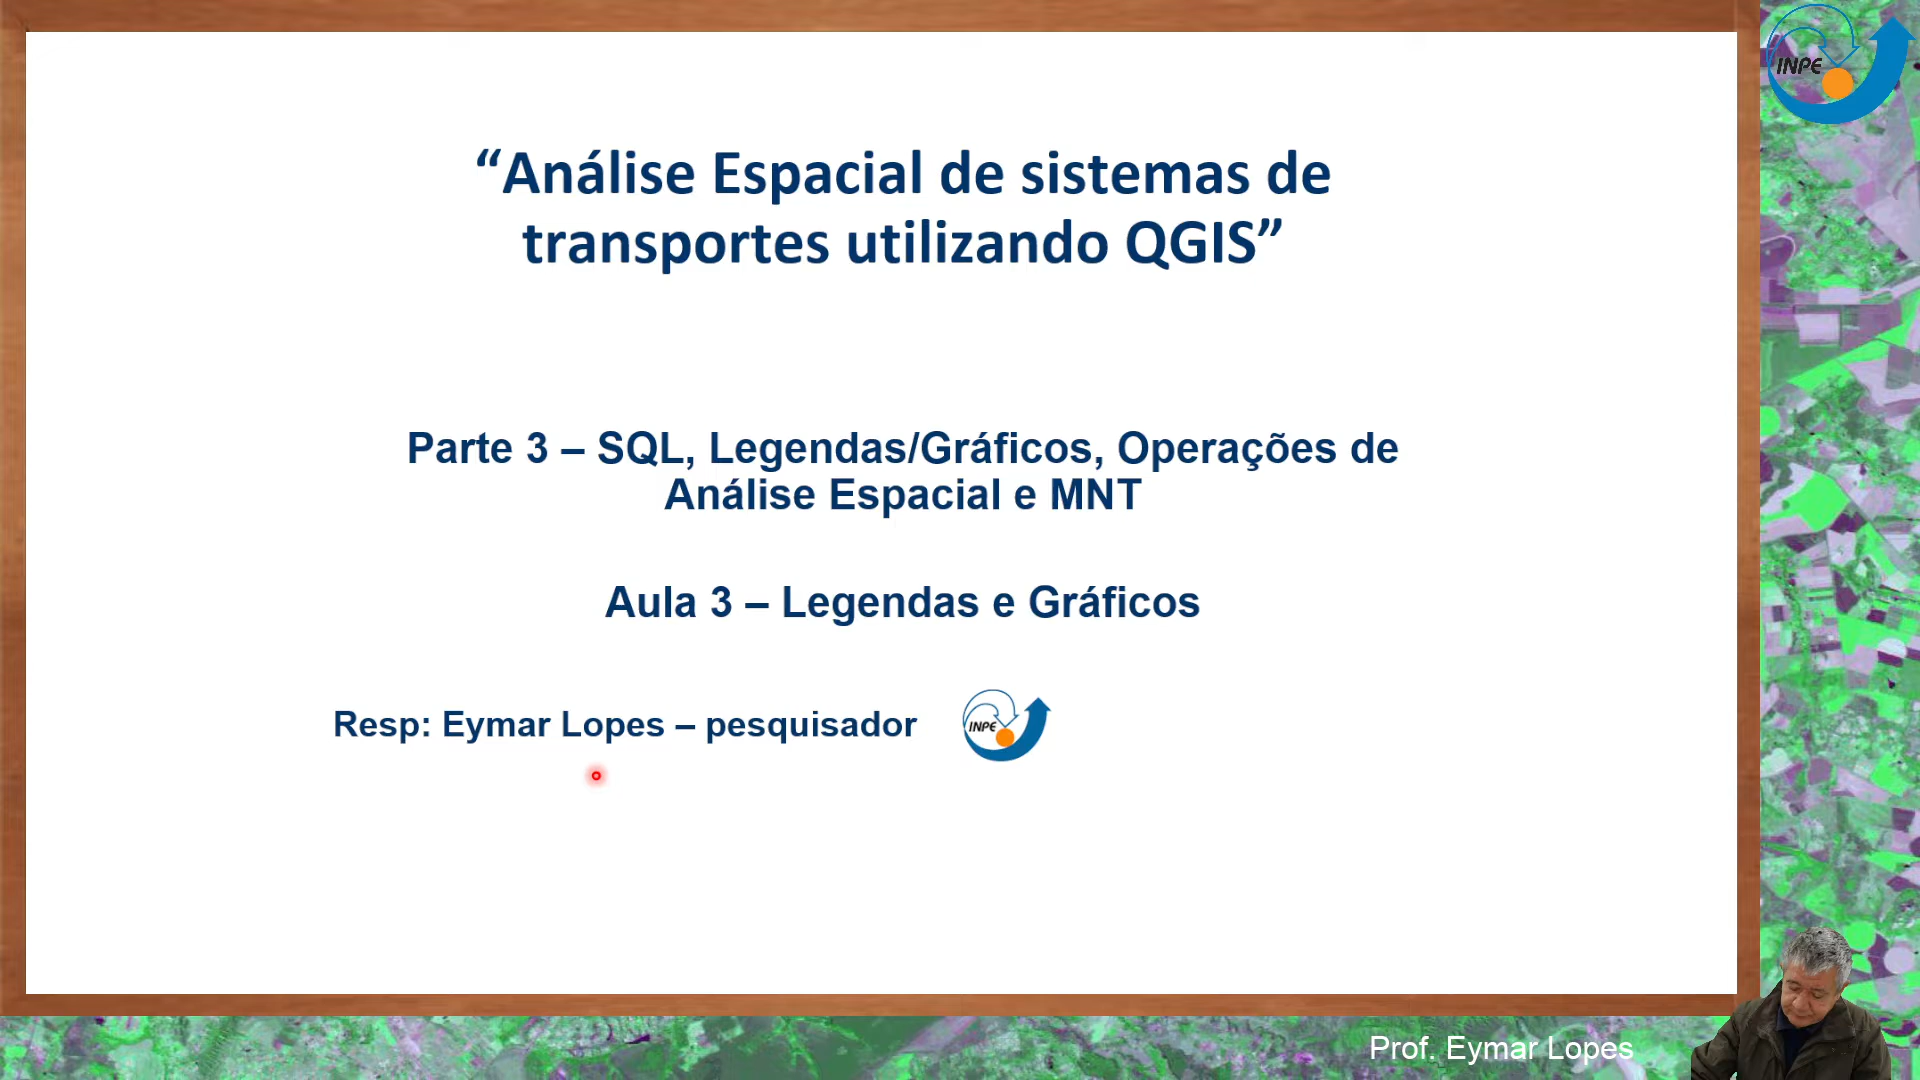 INPE
“Análise Espacial de sistemas de
transportes utilizando QGIS”
Parte 3 – SQL, Legendas/Gráficos, Operações de
Análise Espacial e MNT
Aula 3 – Legendas e Gráficos
Resp: Eymar Lopes – pesquisador
INPE
Prof. Eymar Lopes